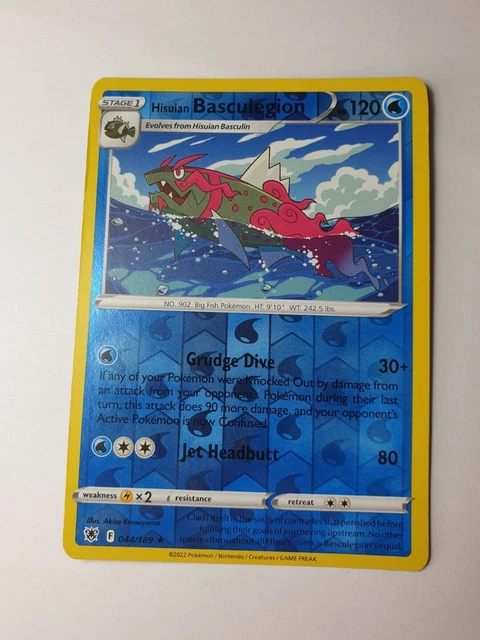 STAGE 1
Hisuian Basculegion 120
Evolves from Hisuian Basculin
NO. 902 Big Fish Pokémon HT: 9'10" WT: 242.5 lbs.
Grudge Dive 30+
If any of your Pokémon were Knocked Out by damage from
an attack from your opponent's Pokémon during their last
turn, this attack does 90 more damage, and your opponent's
Active Pokémon is now Confused.
Jet Headbutt 80
weakness ×2 resistance retreat
Illus. Akira Komayama
Clads itself in the souls of comrades that perished before
F 044/189 ★
fulfilling their goals of journeying upstream. No other
species throughout all Hisui's rivers is Basculegion's equal.
©2022 Pokémon / Nintendo / Creatures / GAME FREAK